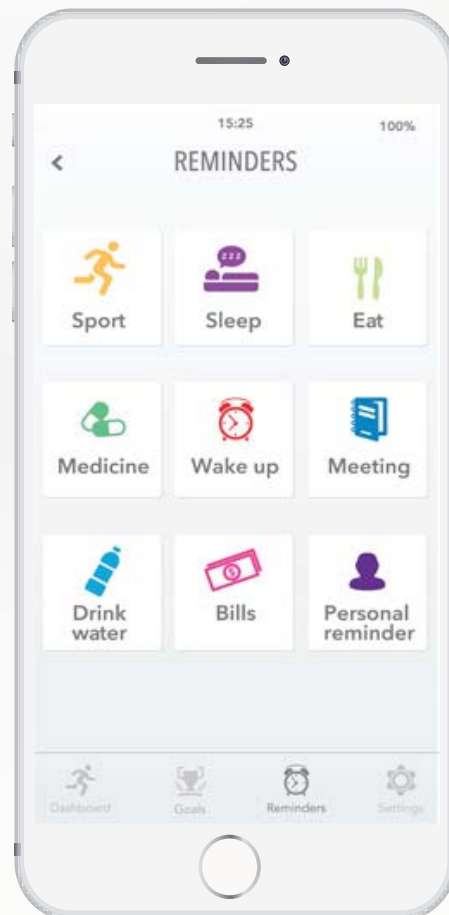 15:25 100%
REMINDERS
Sport Sleep Eat
zzz
Medicine Wake up Meeting
Drink
water
Bills
Personal
reminder
$
Dashboard Goals Reminders Settings